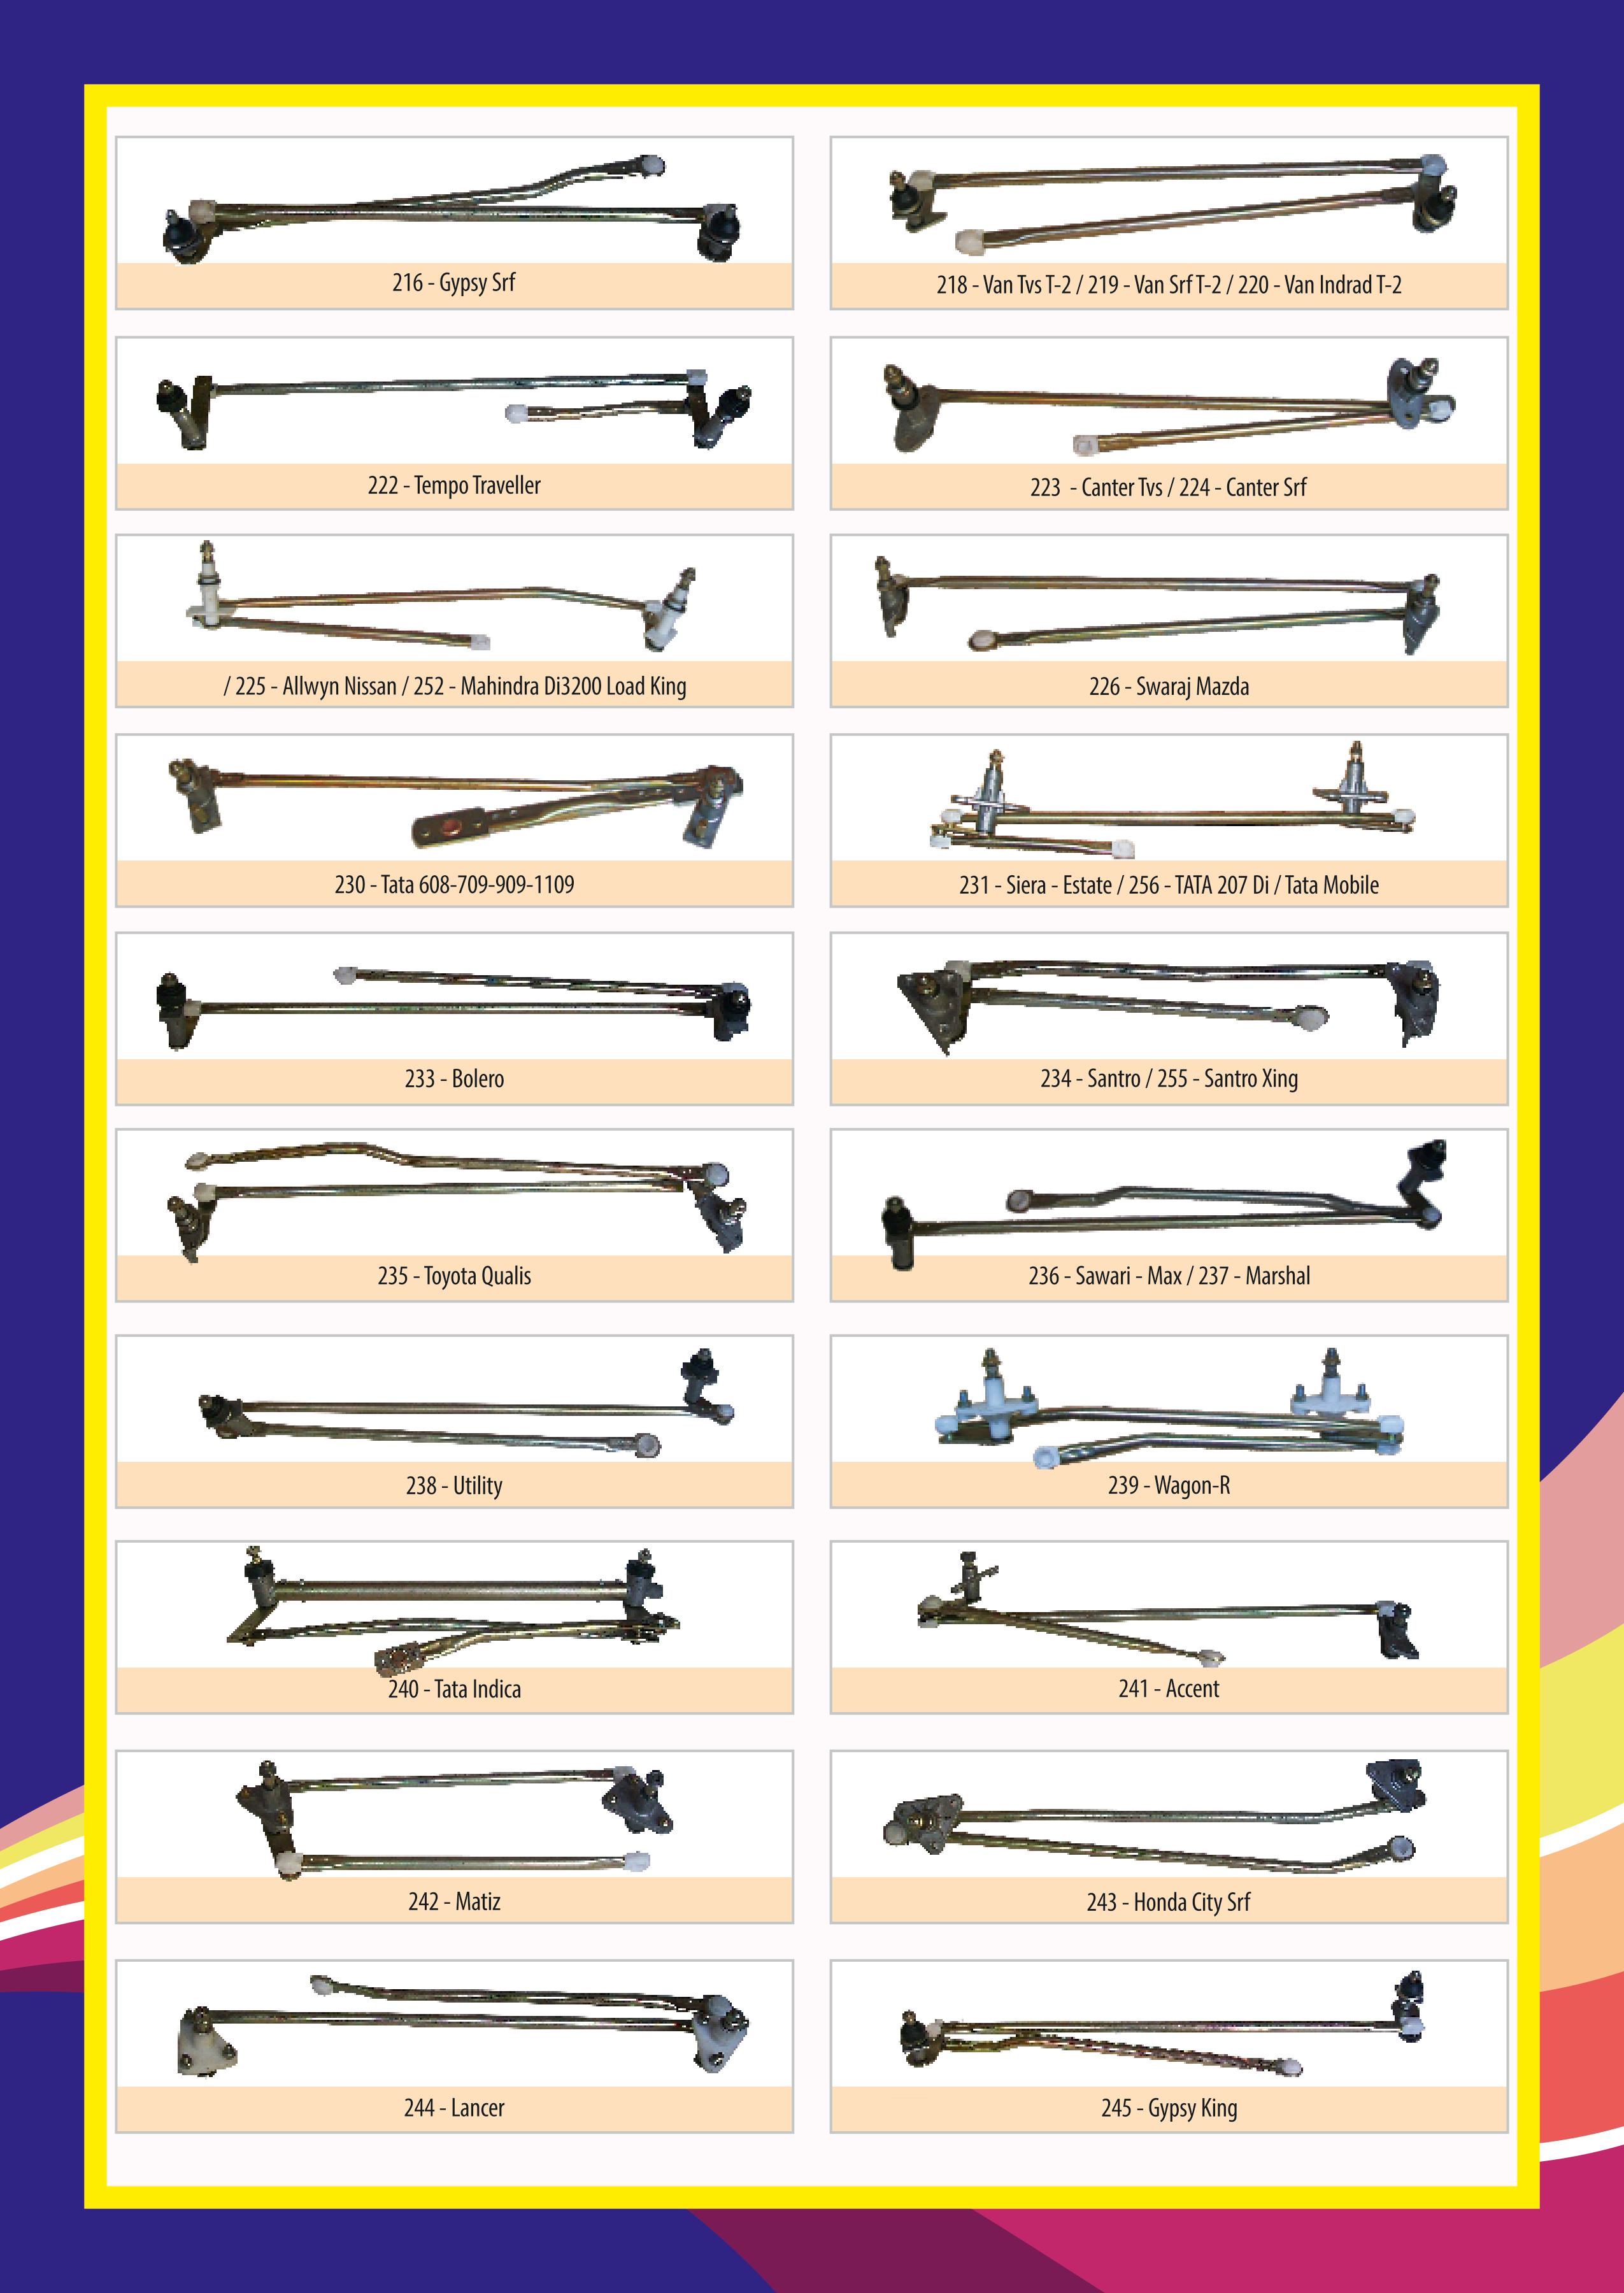 216 - Gypsy Srf
218 - Van Tvs T-2 / 219 - Van Srf T-2 / 220 - Van Indrad T-2
222 - Tempo Traveller
223 - Canter Tvs / 224 - Canter Srf
/ 225 - Allwyn Nissan / 252 - Mahindra Di3200 Load King
226 - Swaraj Mazda
230 - Tata 608-709-909-1109
231 - Siera - Estate / 256 - TATA 207 Di / Tata Mobile
233 - Bolero
234 - Santro / 255 - Santro Xing
235 - Toyota Qualis
236 - Sawari - Max / 237 - Marshal
238 - Utility
239 - Wagon-R
240 - Tata Indica
241 - Accent
242 - Matiz
243 - Honda City Srf
244 - Lancer
245 - Gypsy King